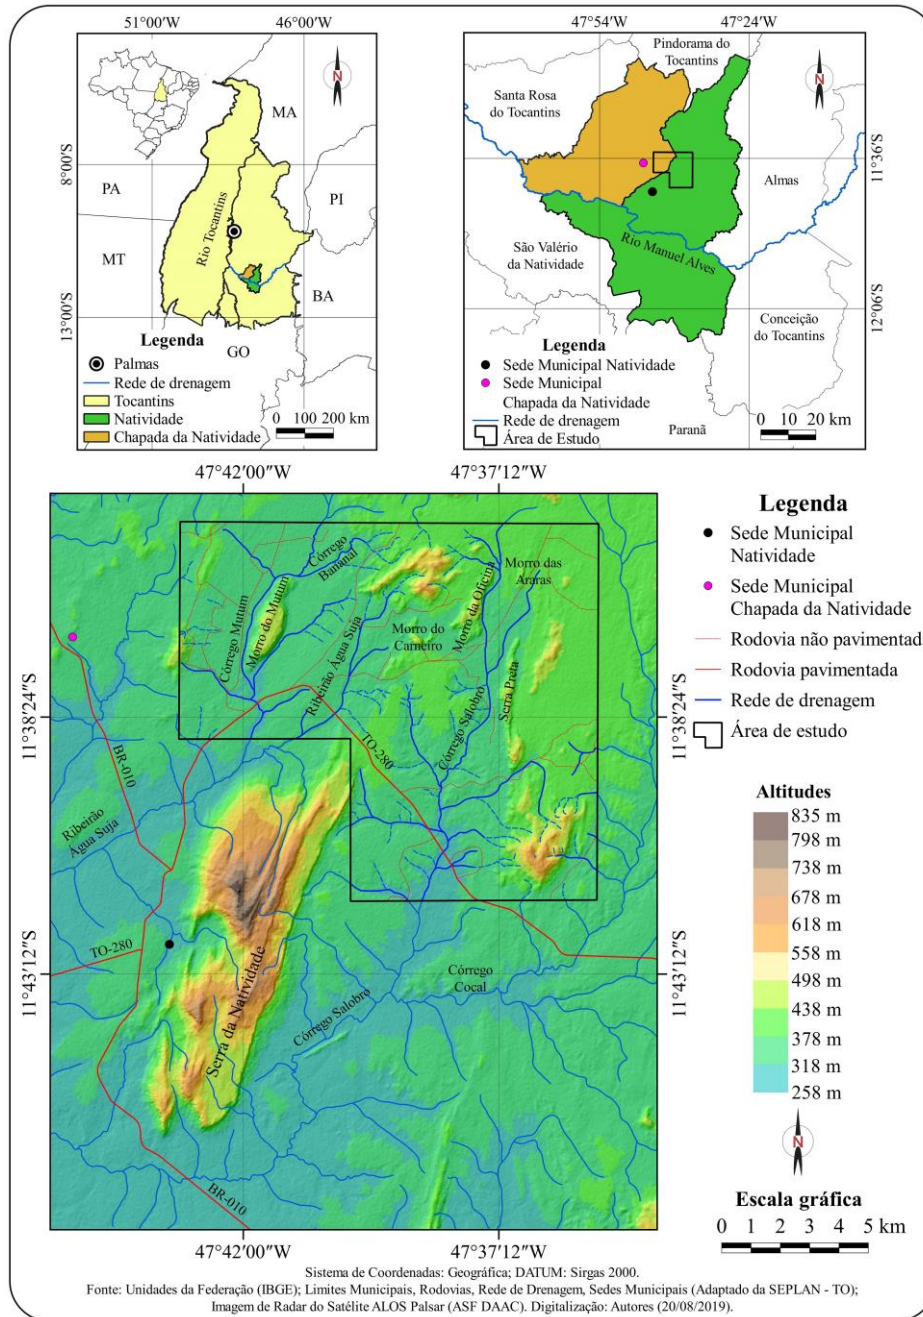 51°00'W
46°00'W
8°00'S
13°00'S
N
MA
PA
PI
MT
BA
GO
Rio Tocantins
Legenda
Palmas
Rede de drenagem
Tocantins
Natividade
Chapada da Natividade
0 100 200 km
47°54'W
47°24'W
11°36'S
12°06'S
N
Pindorama do
Tocantins
Santa Rosa
do Tocantins
Almas
São Valério
da Natividade
Rio Manuel Alves
Conceição
do Tocantins
Paranã
Legenda
Sede Municipal Natividade
Sede Municipal
Chapada da Natividade
Rede de drenagem
Área de Estudo
0 10 20 km
47°42'00"W
47°37'12"W
11°38'24"S
11°43'12"S
11°38'24"S
11°43'12"S
Córrego
Bananal
Córrego Mutum
Morro do Mutum
Ribeirão Água Suja
Morro do
Carneiro
Morro da Oficina
Morro das
Araras
Córrego Salobro
Serra Preta
TO-280
BR-010
Ribeirão
Água Suja
TO-280
Serra da Natividade
Córrego Salobro
Córrego
Cocal
BR-010
47°42'00"W
47°37'12"W
Legenda
Sede Municipal
Natividade
Sede Municipal
Chapada da Natividade
Rodovia não pavimentada
Rodovia pavimentada
Rede de drenagem
Área de estudo
Altitudes
835 m
798 m
738 m
678 m
618 m
558 m
498 m
438 m
378 m
318 m
258 m
N
Escala gráfica
0 1 2 3 4 5 km
Sistema de Coordenadas: Geográfica; DATUM: Sirgas 2000.
Fonte: Unidades da Federação (IBGE); Limites Municipais, Rodovias, Rede de Drenagem, Sedes Municipais (Adaptado da SEPLAN - TO);
Imagem de Radar do Satélite ALOS Palsar (ASF DAAC). Digitalização: Autores (20/08/2019).